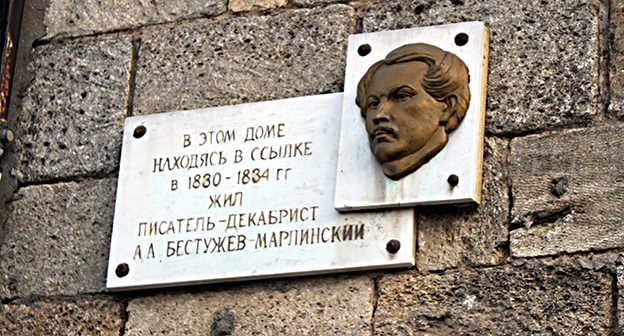 В ЭТОМ ДОМЕ
НАХОДЯСЬ В ССЫЛКЕ
В 1830-1834 ГГ
ЖИЛ
ПИСАТЕЛЬ-ДЕКАБРИСТ
А.А. БЕСТУЖЕВ-МАРЛИНСКИЙ